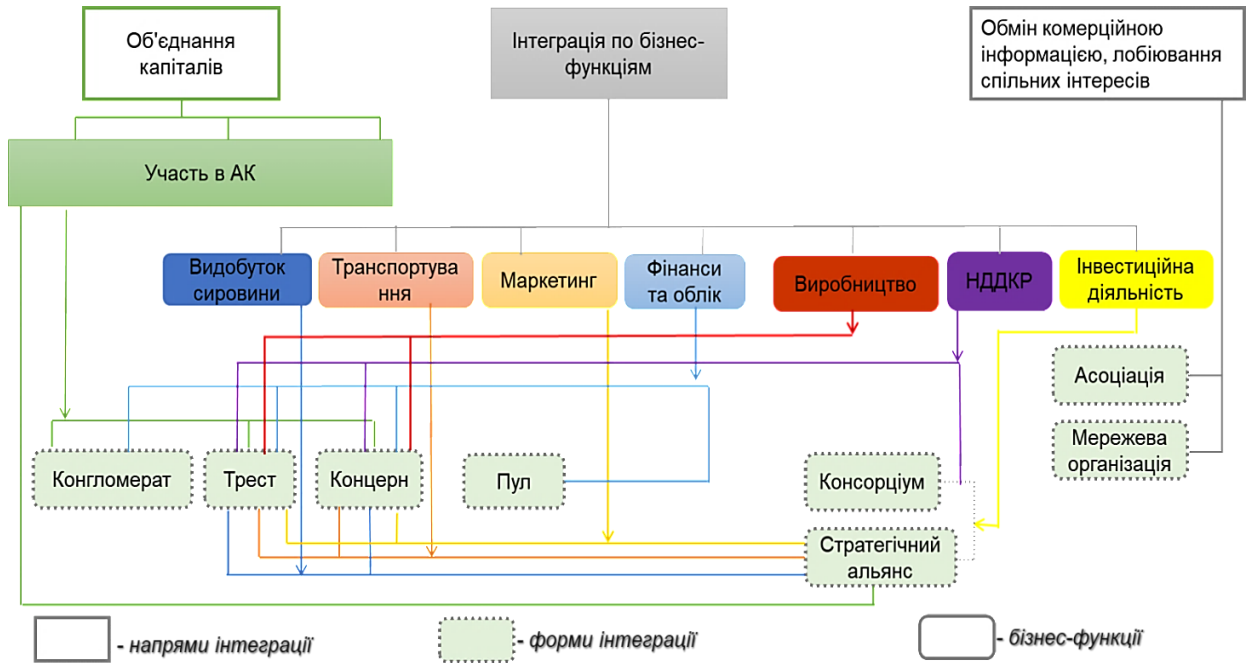 Об'єднання
капіталів
Інтеграція по бізнес-
функціям
Обмін комерційною
інформацією, лобіювання
спільних інтересів
Участь в АК
Видобуток
сировини
Транспортува
ння
Маркетинг
Фінанси
та облік
Виробництво
НДДКР
Інвестиційна
діяльність
Асоціація
Мережева
організація
Конгломерат
Трест
Концерн
Пул
Консорціум
Стратегічний
альянс
- напрями інтеграції
- форми інтеграції
- бізнес-функції